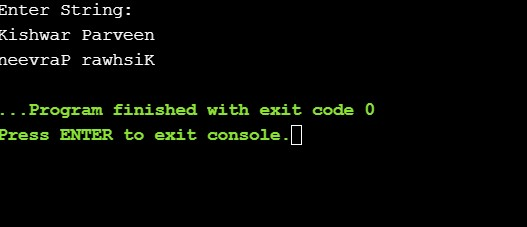 Enter String:
Kishwar Parveen
neevraP rawhsiK
...Program finished with exit code 0
Press ENTER to exit console.